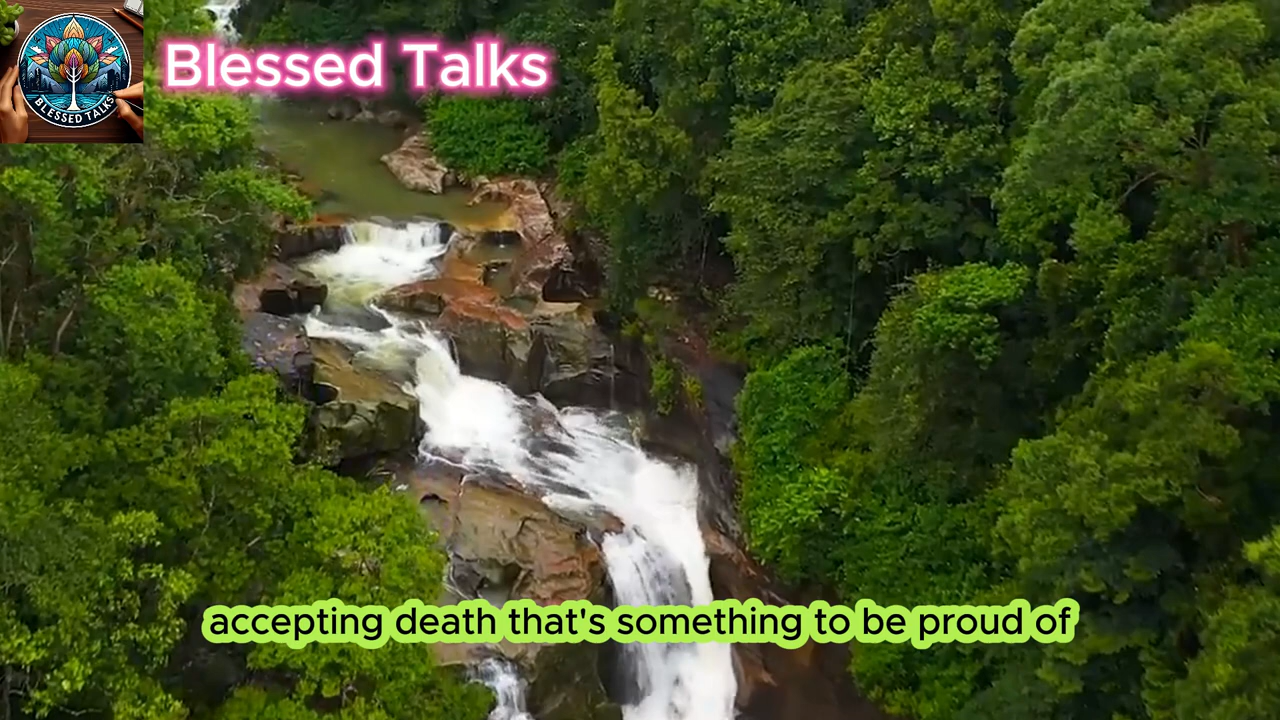 Blessed Talks
BLESSED TALKS
accepting death that's something to be proud of